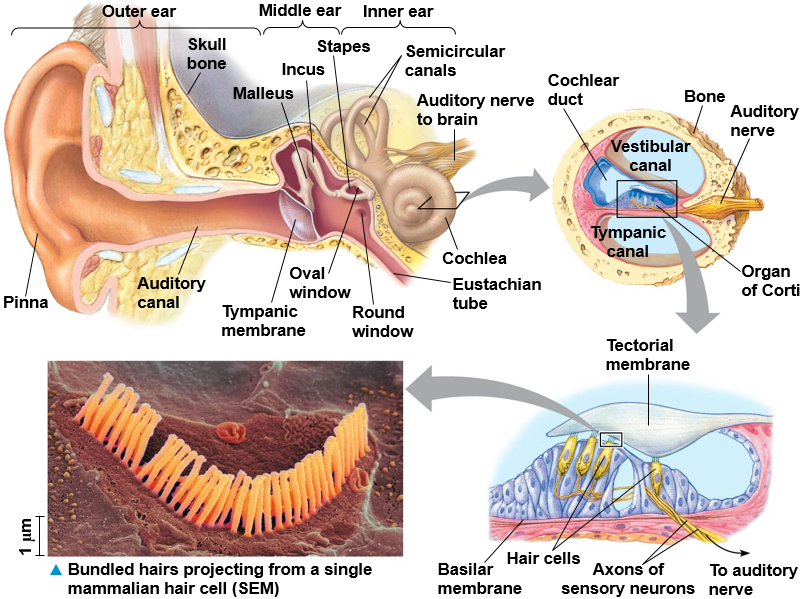 Outer ear
Middle ear
Inner ear
Skull
bone
Stapes
Incus
Malleus
Semicircular
canals
Auditory nerve
to brain
Cochlear
duct
Bone
Auditory
nerve
Vestibular
canal
Tympanic
canal
Organ
of Corti
Pinna
Auditory
canal
Tympanic
membrane
Oval
window
Round
window
Cochlea
Eustachian
tube
Tectorial
membrane
1 µm
▲ Bundled hairs projecting from a single
mammalian hair cell (SEM)
Basilar
membrane
Hair cells
Axons of
sensory neurons
To auditory
nerve